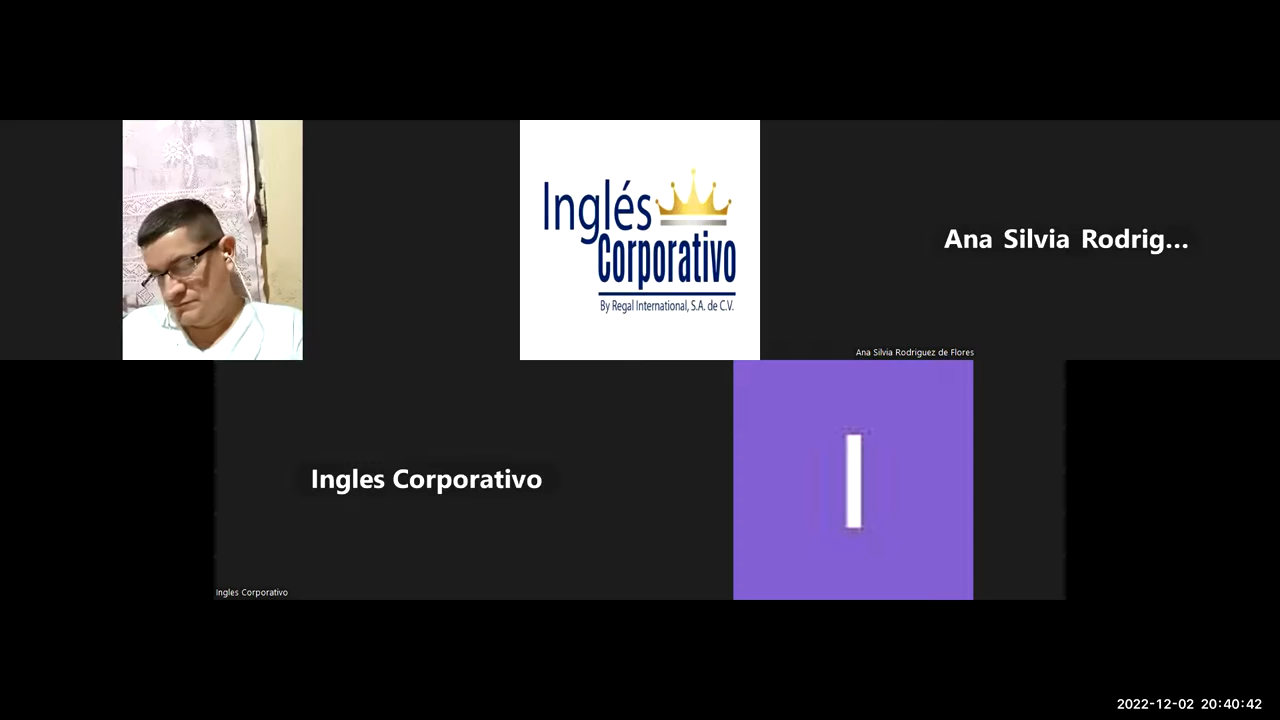 Inglés
Corporativo
By Regal International, S.A. de C.V.
Ana Silvia Rodrig...
Ana Silvia Rodriguez de Flores
Ingles Corporativo
I
Ingles Corporativo
2022-12-02 20:40:42